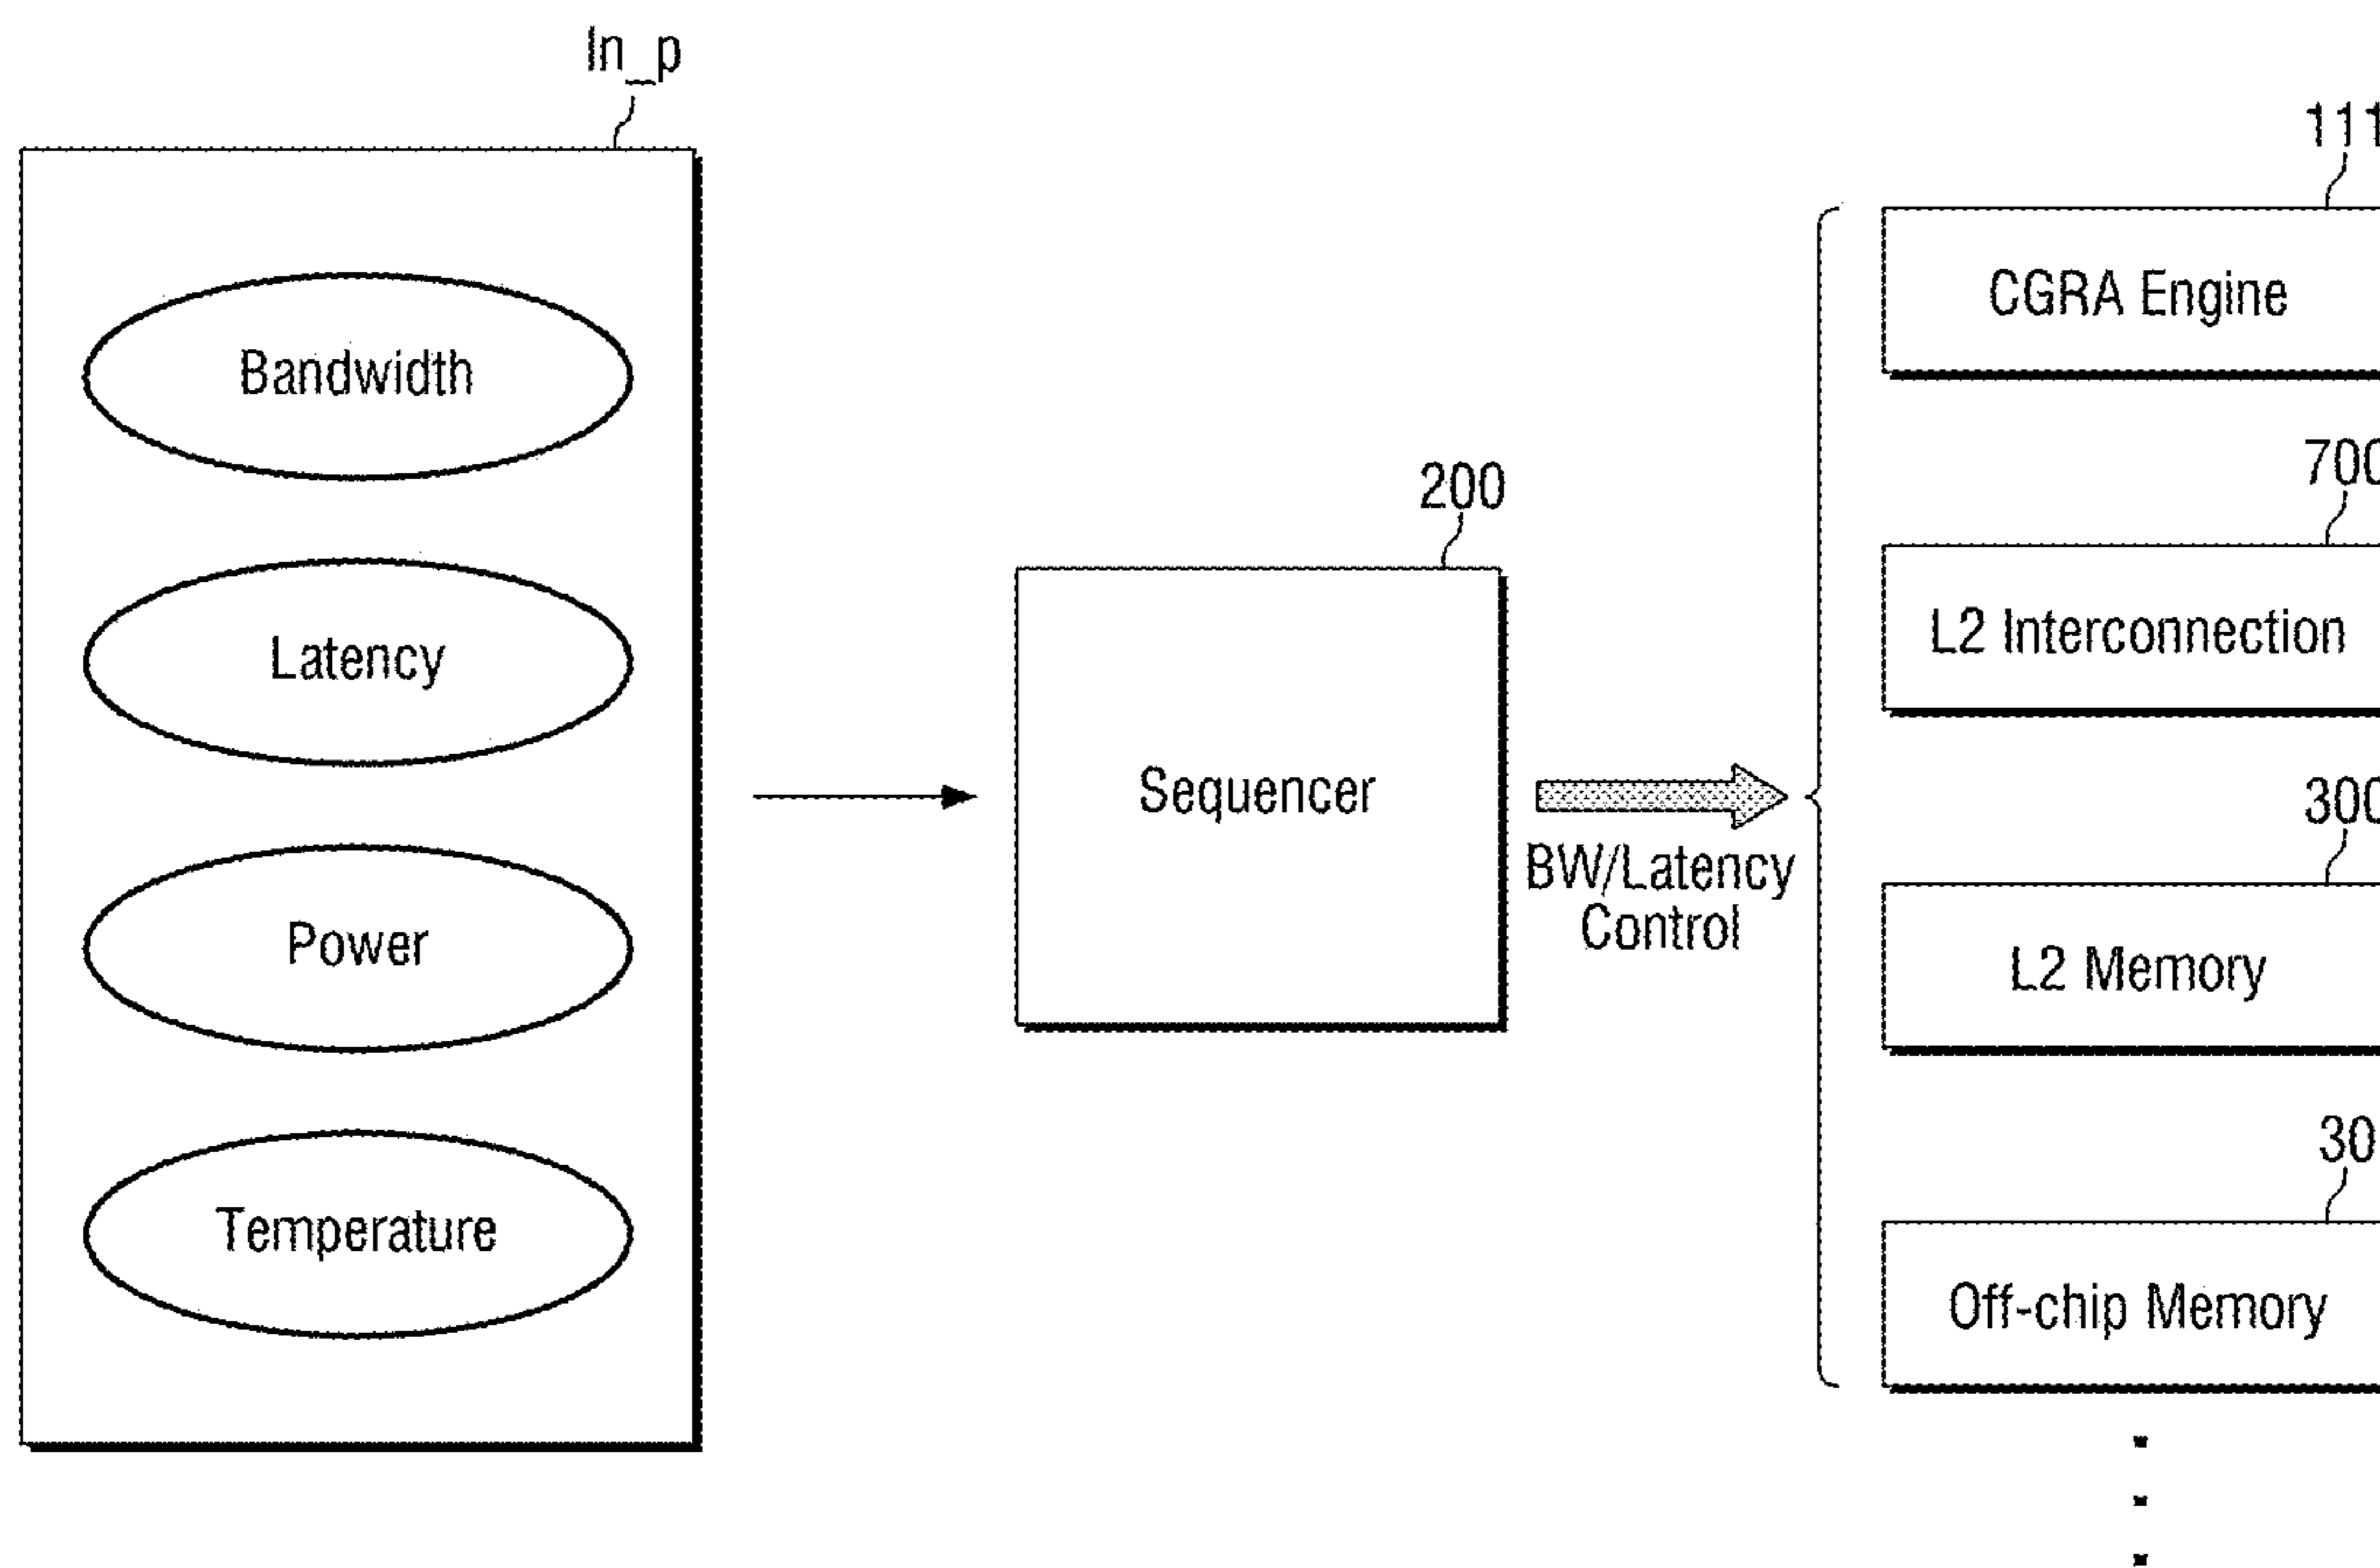 In_p
Bandwidth
Latency
Power
Temperature
200
Sequencer
BW/Latency
Control
111
CGRA Engine
700
L2 Interconnection
300
L2 Memory
30
Off-chip Memory